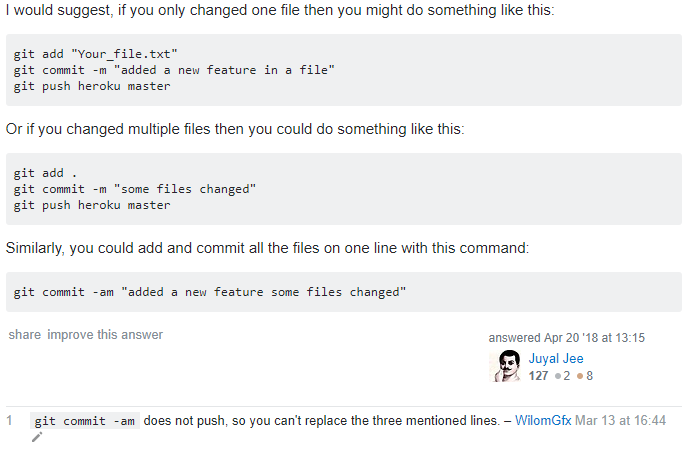 I would suggest, if you only changed one file then you might do something like this:
git add "Your_file.txt"
git commit -m "added a new feature in a file"
git push heroku master
Or if you changed multiple files then you could do something like this:
git add .
git commit -m "some files changed"
git push heroku master
Similarly, you could add and commit all the files on one line with this command:
git commit -am "added a new feature some files changed"
share improve this answer
answered Apr 20 '18 at 13:15
Juyal Jee
127 ●2 ●8
1 git commit -am does not push, so you can't replace the three mentioned lines. – WilomGfx Mar 13 at 16:44